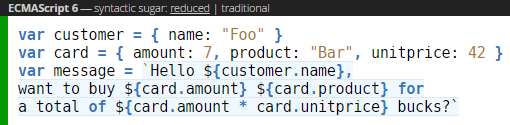 ECMAScript 6 — syntactic sugar: reduced | traditional
var customer = { name: "Foo" }
var card = { amount: 7, product: "Bar", unitprice: 42 }
var message = `Hello ${customer.name},
want to buy ${card.amount} ${card.product} for
a total of ${card.amount * card.unitprice} bucks?`